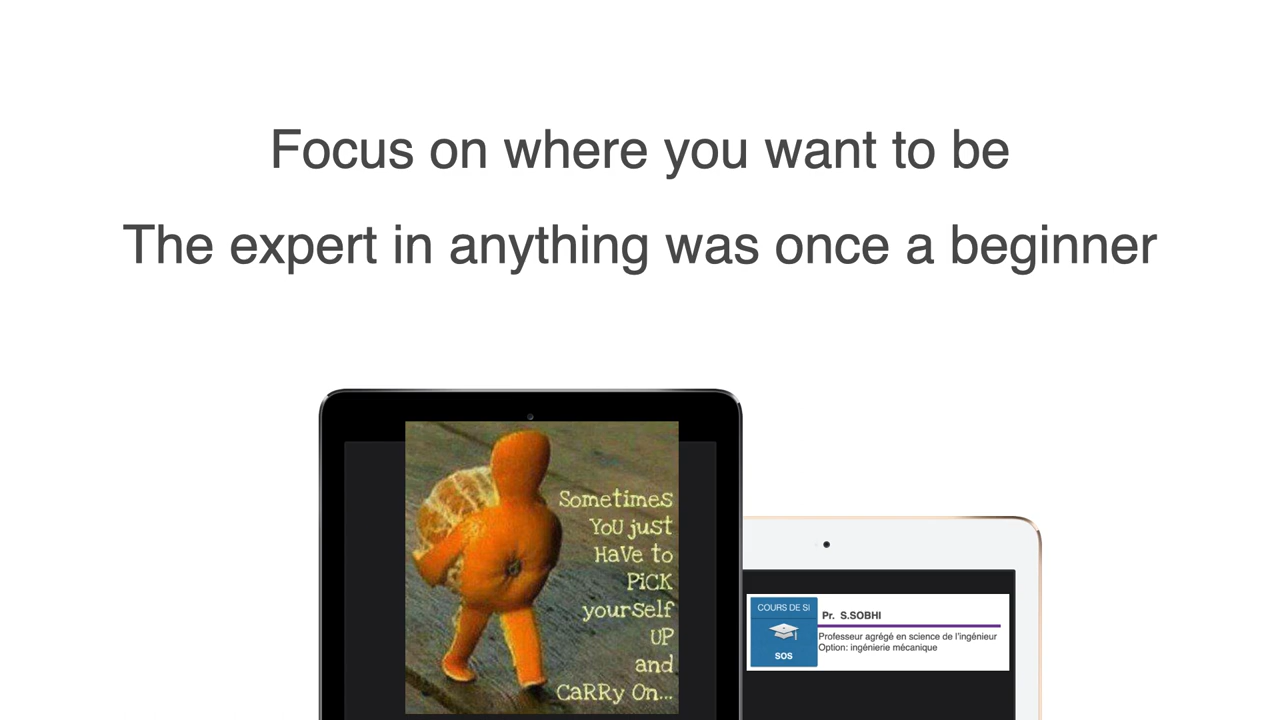 Focus on where you want to be
The expert in anything was once a beginner
Sometimes
YoU just
HaVe to
PiCK
yourself
UP
and
CaRRy On...
COURS DE SI
SOS
Pr. S.SOBHI
Professeur agrégé en science de l'ingénieur
Option: ingénierie mécanique